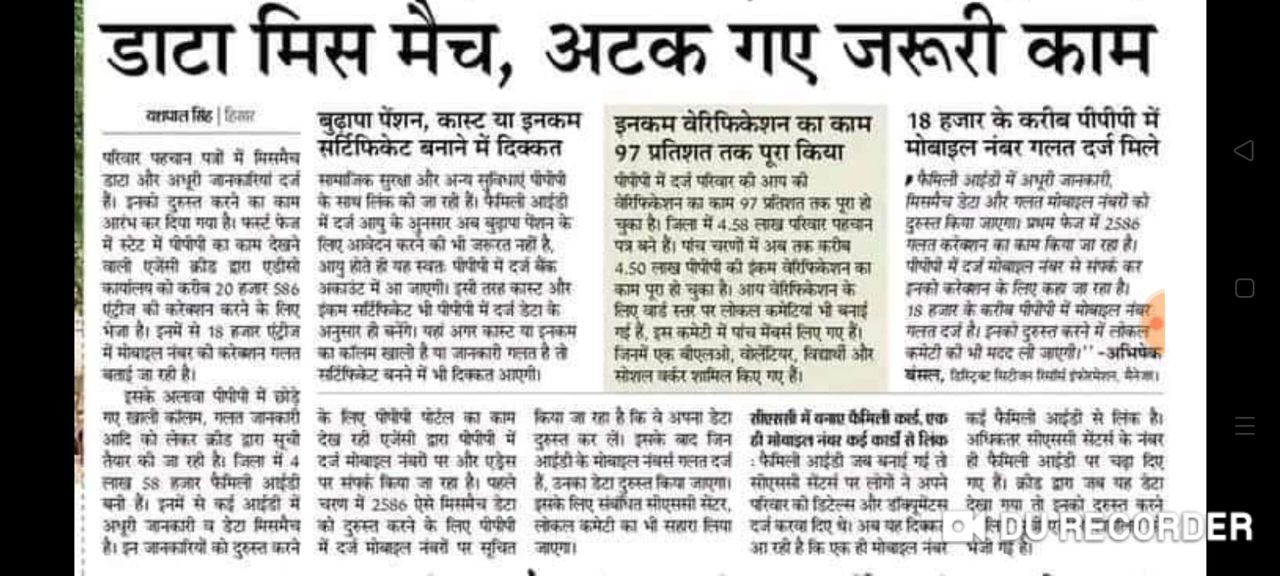 डाटा मिस मैच, अटक गए जरूरी काम
यशपाल सिंह | हिसार
परिवार पहचान पत्रों में मिसमैच
डाटा और अधूरी जानकारियां दर्ज
हैं। इनको दुरुस्त करने का काम
आरंभ कर दिया गया है। फर्स्ट फेज
में स्टेट में पीपीपी का काम देखने
वाली एजेंसी क्रीड द्वारा एडीसी
कार्यालय को करीब 20 हजार 586
एंट्रीज की करेक्शन करने के लिए
भेजा है। इनमें से 18 हजार एंट्रीज
में मोबाइल नंबर की करेक्शन गलत
बताई जा रही है।
इसके अलावा पीपीपी में छोड़े
गए खाली कॉलम, गलत जानकारी
आदि को लेकर क्रीड द्वारा सूची
तैयार की जा रही है। जिला में 4
लाख 58 हजार फैमिली आईडी
बनी हैं। इनमें से कई आईडी में
अधूरी जानकारी व डेटा मिसमैच
है। इन जानकारियों को दुरुस्त करने
बुढ़ापा पेंशन, कास्ट या इनकम
सर्टिफिकेट बनाने में दिक्कत
सामाजिक सुरक्षा और अन्य सुविधाएं पीपीपी
के साथ लिंक की जा रही हैं। फैमिली आईडी
में दर्ज आयु के अनुसार अब बुढ़ापा पेंशन के
लिए आवेदन करने की भी जरूरत नहीं है,
आयु होते ही यह स्वतः पीपीपी में दर्ज बैंक
अकाउंट में आ जाएगी। इसी तरह कास्ट और
इंकम सर्टिफिकेट भी पीपीपी में दर्ज डेटा के
अनुसार ही बनेंगे। यहां अगर कास्ट या इनकम
का कॉलम खाली है या जानकारी गलत है तो
सर्टिफिकेट बनने में भी दिक्कत आएगी।
इनकम वेरिफिकेशन का काम
97 प्रतिशत तक पूरा किया
पीपीपी में दर्ज परिवार की आय की
वेरिफिकेशन का काम 97 प्रतिशत तक पूरा हो
चुका है। जिला में 4.58 लाख परिवार पहचान
पत्र बने हैं। पांच चरणों में अब तक करीब
4.50 लाख पीपीपी की इंकम वेरिफिकेशन का
काम पूरा हो चुका है। आय वेरिफिकेशन के
लिए वार्ड स्तर पर लोकल कमेटियां भी बनाई
गई हैं, इस कमेटी में पांच मेंबर्स लिए गए हैं।
जिनमें एक बीएलओ, वोलेंटियर, विद्यार्थी और
सोशल वर्कर शामिल किए गए हैं।
18 हजार के करीब पीपीपी में
मोबाइल नंबर गलत दर्ज मिले
फैमिली आईडी में अधूरी जानकारी,
मिसमैच डेटा और गलत मोबाइल नंबरों को
दुरुस्त किया जाएगा। प्रथम फेज में 2586
गलत करेक्शन का काम किया जा रहा है।
पीपीपी में दर्ज मोबाइल नंबर से संपर्क कर
इनको करेक्शन के लिए कहा जा रहा है।
18 हजार के करीब पीपीपी में मोबाइल नंबर
गलत दर्ज है। इनको दुरुस्त करने में लोकल
कमेटी की भी मदद ली जाएगी।'' -अभिषेक
बंसल, डिस्ट्रिक्ट सिटीजन रिसोर्स इंफोरमेशन, मैनेजर।
के लिए पीपीपी पोर्टल का काम
देख रही एजेंसी द्वारा पीपीपी में
दर्ज मोबाइल नंबरों पर और एड्रेस
पर संपर्क किया जा रहा है। पहले
चरण में 2586 ऐसे मिसमैच डेटा
को दुरुस्त करने के लिए पीपीपी
में दर्ज मोबाइल नंबरों पर सूचित
किया जा रहा है कि वे अपना डेटा
दुरुस्त कर लें। इसके बाद जिन
आईडी के मोबाइल नंबर्स गलत दर्ज
हैं, उनका डेटा दुरुस्त किया जाएगा।
इसके लिए संबंधित सीएससी सेंटर,
लोकल कमेटी का भी सहारा लिया
जाएगा।
सीएससी में बनाए फैमिली कार्ड, एक
ही मोबाइल नंबर कई कार्डों से लिंक
: फैमिली आईडी जब बनाई गई तो
सीएससी सेंटर्स पर लोगों ने अपने
परिवार की डिटेल्स और डॉक्यूमेंटस
दर्ज करवा दिए थे। अब यह दिक्कत
आ रही है कि एक ही मोबाइल नंबर
कई फैमिली आईडी से लिंक है।
अधिकतर सीएससी सेंटर्स के नंबर
ही फैमिली आईडी पर चढ़ा दिए
गए हैं। क्रीड द्वारा जब यह डेटा
देखा गया तो इनको दुरुस्त करने
भेजी गई है।
DU RECORDER